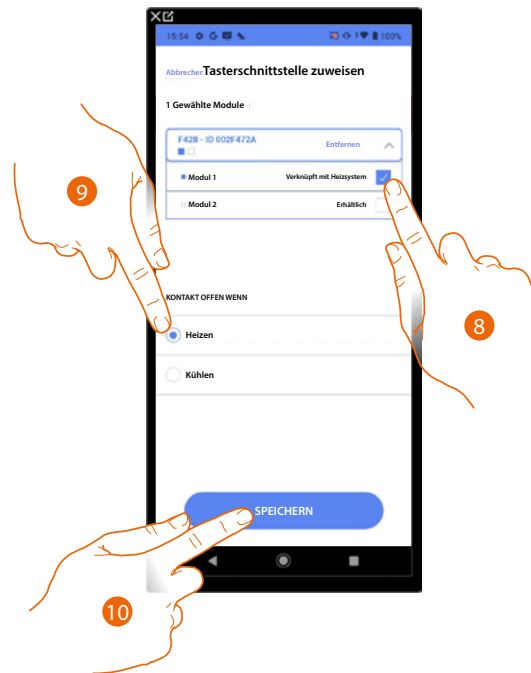 15:54 100%
Abbrechen Tasterschnittstelle zuweisen
1 Gewählte Module
F428 - ID 002F472A Entfernen
Modul 1 Verknüpft mit Heizsystem
Modul 2 Erhältlich
9
8
KONTAKT OFFEN WENN
Heizen
Kühlen
SPEICHERN
10